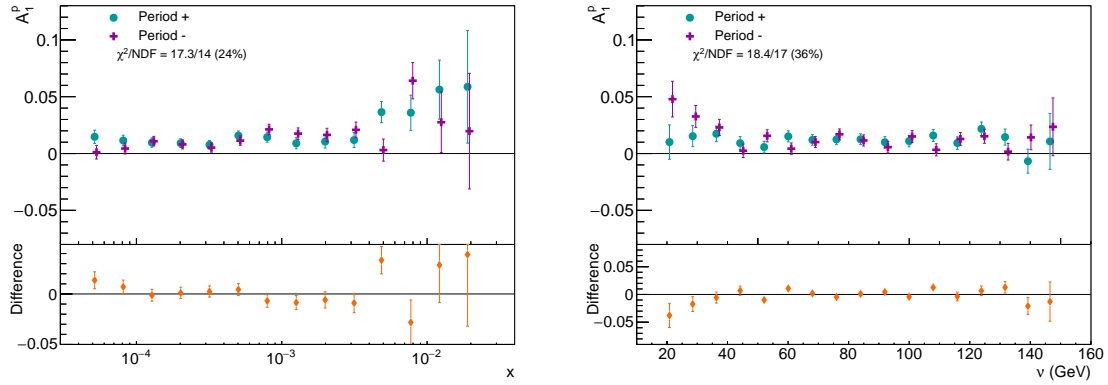 A₁ᵖ
0.1
0.05
0
−0.05
Period +
Period -
χ²/NDF = 17.3/14 (24%)
Difference
0
−0.05
10⁻⁴
10⁻³
10⁻²
x
A₁ᵖ
0.1
0.05
0
−0.05
Period +
Period -
χ²/NDF = 18.4/17 (36%)
Difference
0.05
0
−0.05
20 40 60 80 100 120 140 160
ν (GeV)